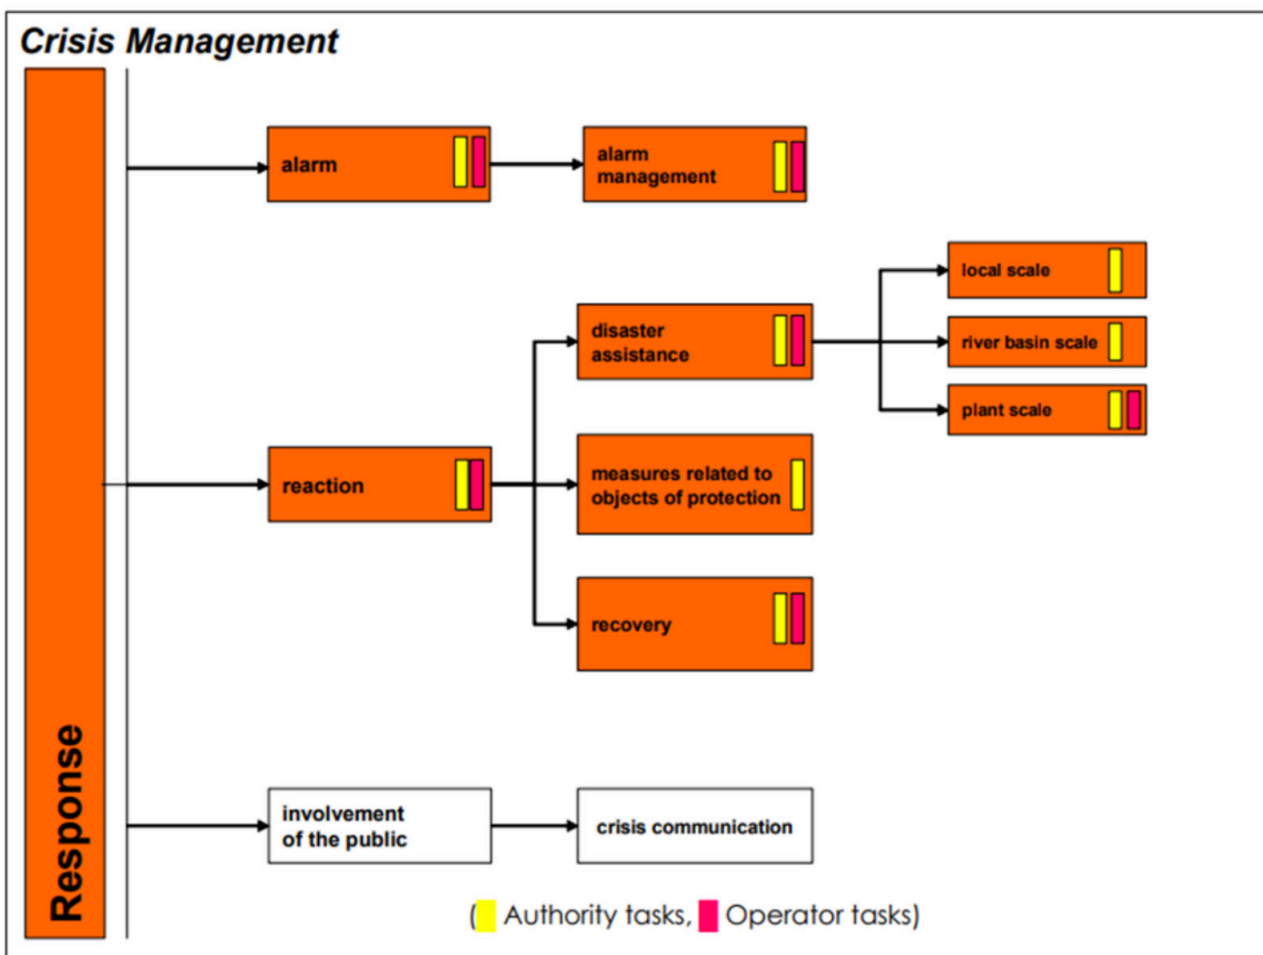 Crisis Management
Response
alarm
alarm
management
local scale
disaster
assistance
river basin scale
plant scale
reaction
measures related to
objects of protection
recovery
involvement
of the public
crisis communication
( Authority tasks, Operator tasks)